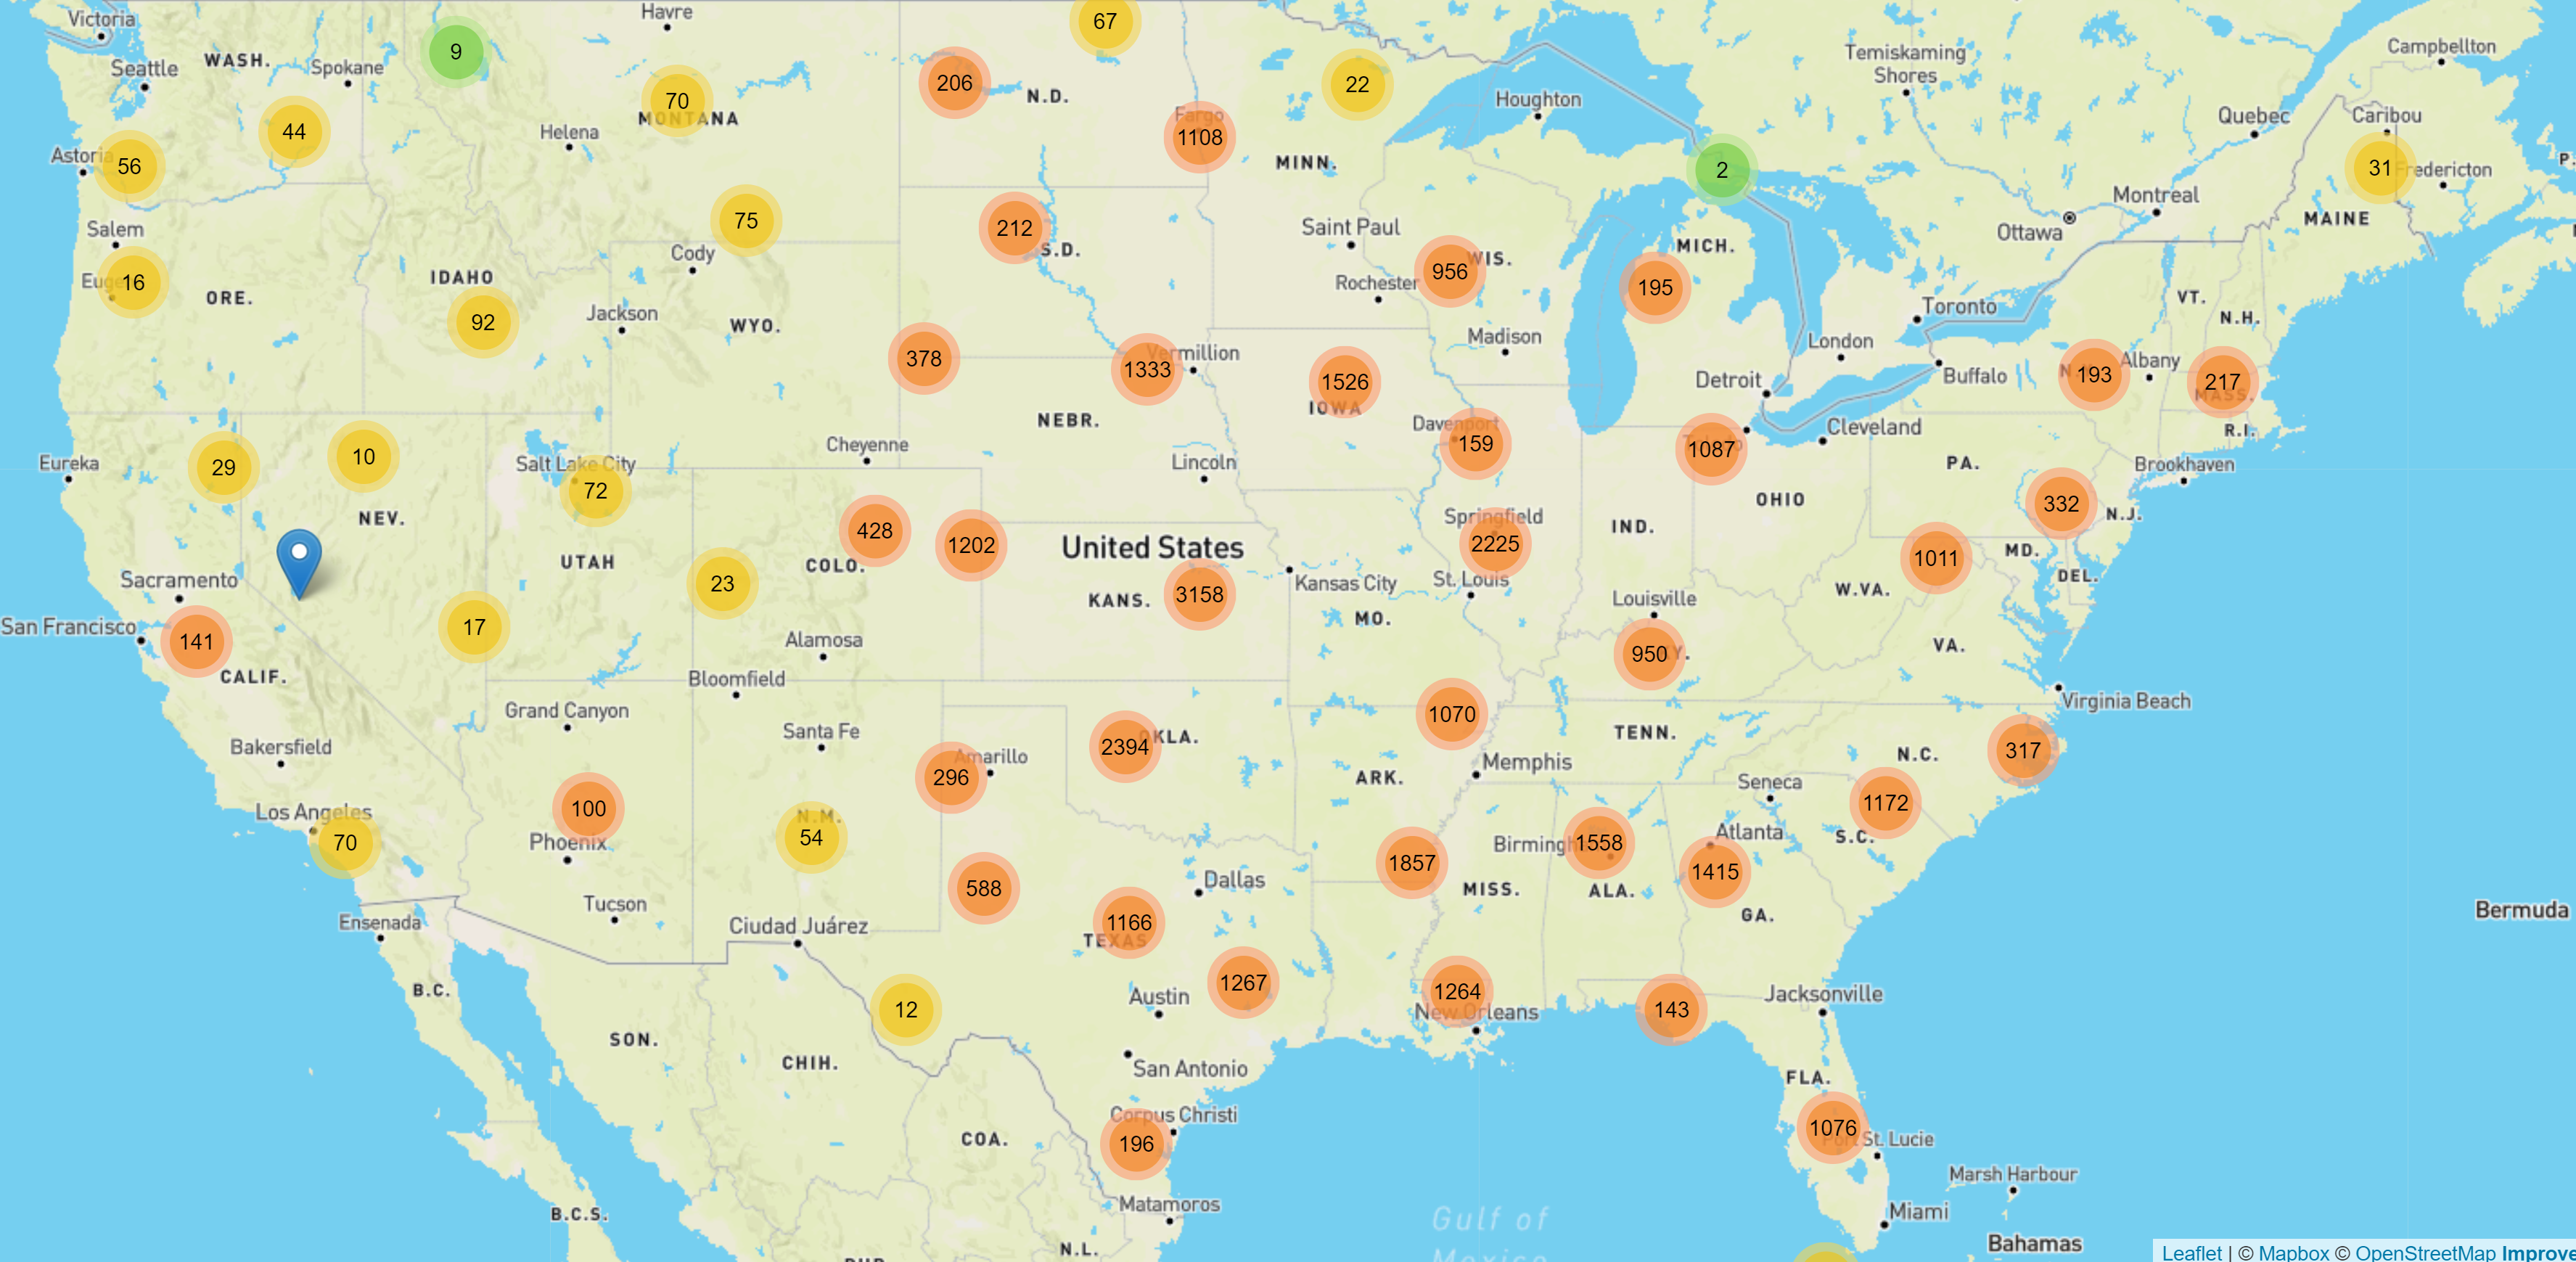 Victoria
Havre
67
Campbellton
9
WASH.
Seattle
Spokane
Temiskaming
Shores
206
N.D.
22
Houghton
70
MONTANA
Fargo
1108
Quebec
Caribou
44
Helena
Astoria
56
MINN.
2
31
Fredericton
P.
Montreal
75
Salem
212
S.D.
Saint Paul
MICH.
Ottawa
MAINE
Cody
WIS.
956
16
IDAHO
ORE.
Rochester
195
VT.
92
Jackson
WYO.
Toronto
N.H.
378
1333
Vermillion
Madison
London
1526
IOWA
Detroit
Buffalo
193
Albany
217
MASS.
NEBR.
Davenport
159
1087
Cleveland
R.I.
29
10
Eureka
Salt Lake City
72
Cheyenne
Lincoln
PA.
Brookhaven
NEV.
OHIO
332
N.J.
428
1202
United States
Springfield
2225
IND.
1011
MD.
UTAH
COLO.
Sacramento
23
3158
KANS.
Kansas City
St. Louis
DEL.
W.VA.
Louisville
MO.
San Francisco
141
17
Alamosa
950
VA.
CALIF.
Bloomfield
Grand Canyon
1070
Virginia Beach
Bakersfield
Santa Fe
2394
OKLA.
TENN.
317
N.C.
296
Amarillo
Memphis
ARK.
Seneca
100
Los Angeles
70
Phoenix
N.M.
54
1172
S.C.
1558
Atlanta
1857
1415
588
Dallas
MISS.
ALA.
GA.
Tucson
Ensenada
Ciudad Juárez
1166
TEXAS
Bermuda
B.C.
12
1267
Austin
1264
New Orleans
143
Jacksonville
SON.
CHIH.
San Antonio
FLA.
Corpus Christi
196
COA.
1076
Port St. Lucie
Marsh Harbour
Matamoros
B.C.S.
Miami
Gulf of
Mexico
N.L.
Bahamas
Leaflet | © Mapbox © OpenStreetMap Improve